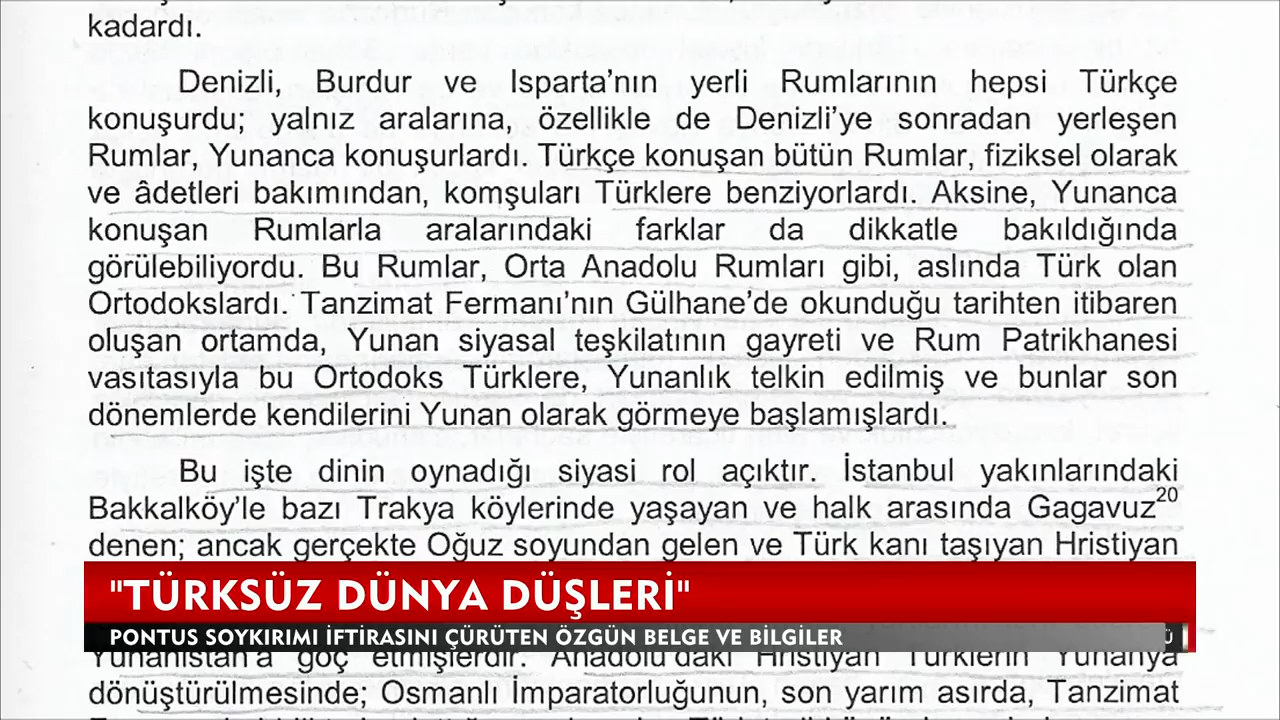 kadardı.
Denizli, Burdur ve Isparta’nın yerli Rumlarının hepsi Türkçe
konuşurdu; yalnız aralarına, özellikle de Denizli’ye sonradan yerleşen
Rumlar, Yunanca konuşurlardı. Türkçe konuşan bütün Rumlar, fiziksel olarak
ve âdetleri bakımından, komşuları Türklere benziyorlardı. Aksine, Yunanca
konuşan Rumlarla aralarındaki farklar da dikkatle bakıldığında
görülebiliyordu. Bu Rumlar, Orta Anadolu Rumları gibi, aslında Türk olan
Ortodokslardı. Tanzimat Fermanı’nın Gülhane’de okunduğu tarihten itibaren
oluşan ortamda, Yunan siyasal teşkilatının gayreti ve Rum Patrikhanesi
vasıtasıyla bu Ortodoks Türklere, Yunanlık telkin edilmiş ve bunlar son
dönemlerde kendilerini Yunan olarak görmeye başlamışlardı.
Bu işte dinin oynadığı siyasi rol açıktır. İstanbul yakınlarındaki
Bakkalköy’le bazı Trakya köylerinde yaşayan ve halk arasında Gagavuz20
denen; ancak gerçekte Oğuz soyundan gelen ve Türk kanı taşıyan Hristiyan
"TÜRKSÜZ DÜNYA DÜŞLERİ"
PONTUS SOYKIRIMI İFTİRASINI ÇÜRÜTEN ÖZGÜN BELGE VE BİLGİLER
Yunanistan’a göç etmişlerdir. Anadolu’daki Hristiyan Türklerin Yunan’a
dönüştürülmesinde; Osmanlı İmparatorluğunun, son yarım asırda, Tanzimat